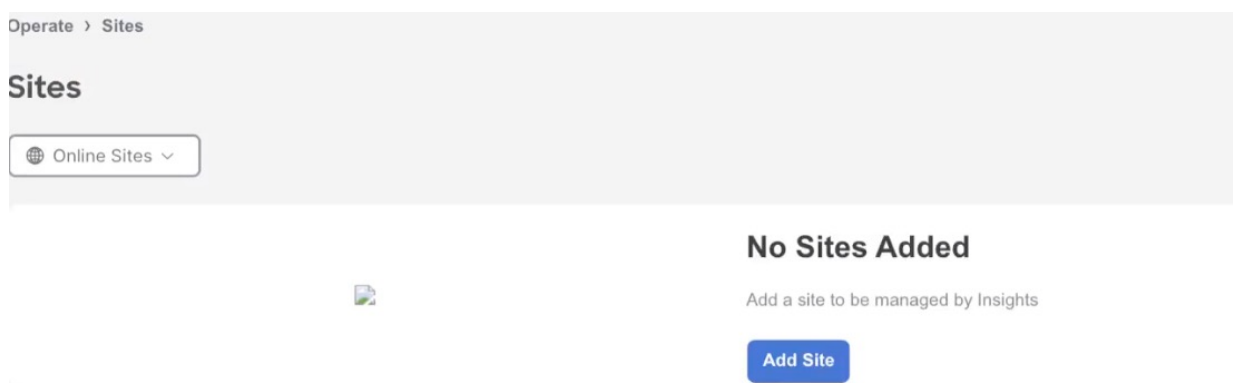 Operate › Sites
Sites
Online Sites
No Sites Added
Add a site to be managed by Insights
Add Site